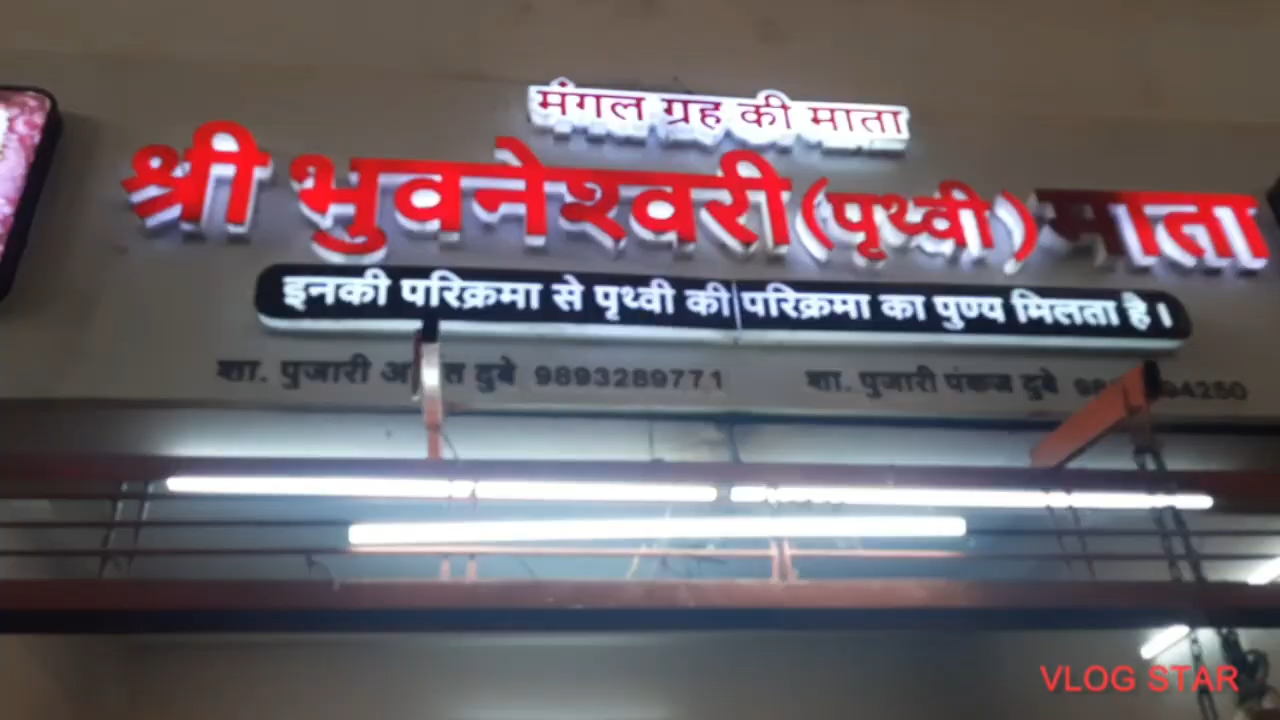 मंगल ग्रह की माता
श्री भुवनेश्वरी (पृथ्वी) माता
इनकी परिक्रमा से पृथ्वी की परिक्रमा का पुण्य मिलता है।
शा. पुजारी दुबे 9893289771 शा. पुजारी पंकज दुबे
VLOG STAR